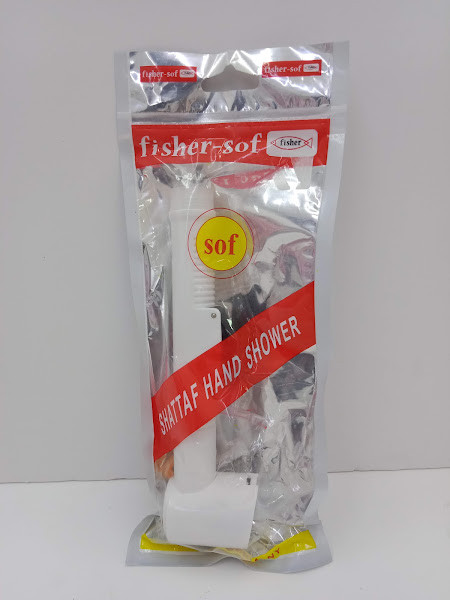 fisher-sof
fisher-sof
fisher-sof fisher
sof
SHATTAF HAND SHOWER